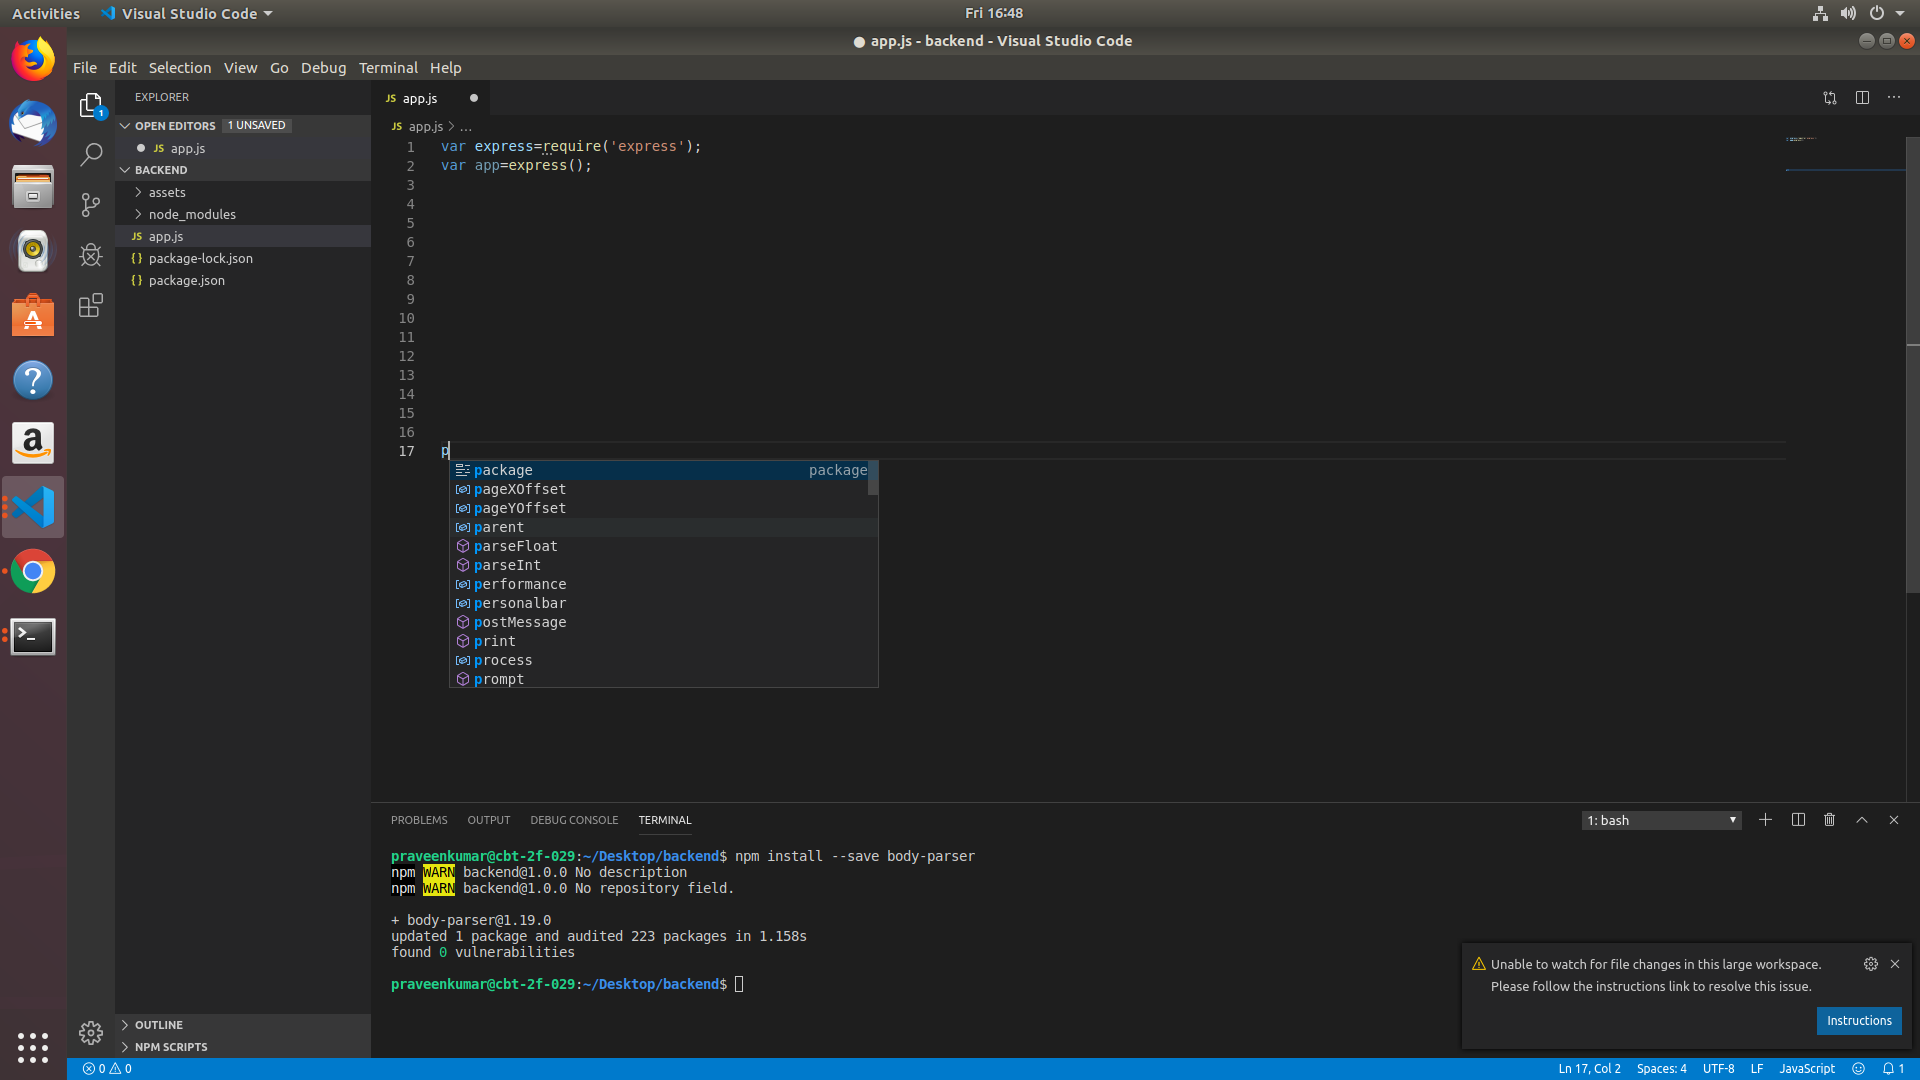 Activities
Visual Studio Code
Fri 16:48
● app.js - backend - Visual Studio Code
File Edit Selection View Go Debug Terminal Help
1
EXPLORER
OPEN EDITORS 1 UNSAVED
JS app.js
BACKEND
assets
node_modules
JS app.js
{} package-lock.json
{} package.json
OUTLINE
NPM SCRIPTS
JS app.js
JS app.js > ...
1 var express=require('express');
2 var app=express();
3
4
5
6
7
8
9
10
11
12
13
14
15
16
17 p
package package
pageXOffset
pageYOffset
parent
parseFloat
parseInt
performance
personalbar
postMessage
print
process
prompt
PROBLEMS OUTPUT DEBUG CONSOLE TERMINAL
1: bash
praveenkumar@cbt-2f-029:~/Desktop/backend$ npm install --save body-parser
npm WARN backend@1.0.0 No description
npm WARN backend@1.0.0 No repository field.
+ body-parser@1.19.0
updated 1 package and audited 223 packages in 1.158s
found 0 vulnerabilities
praveenkumar@cbt-2f-029:~/Desktop/backend$
Unable to watch for file changes in this large workspace.
Please follow the instructions link to resolve this issue.
Instructions
0 0
Ln 17, Col 2 Spaces: 4 UTF-8 LF JavaScript 1